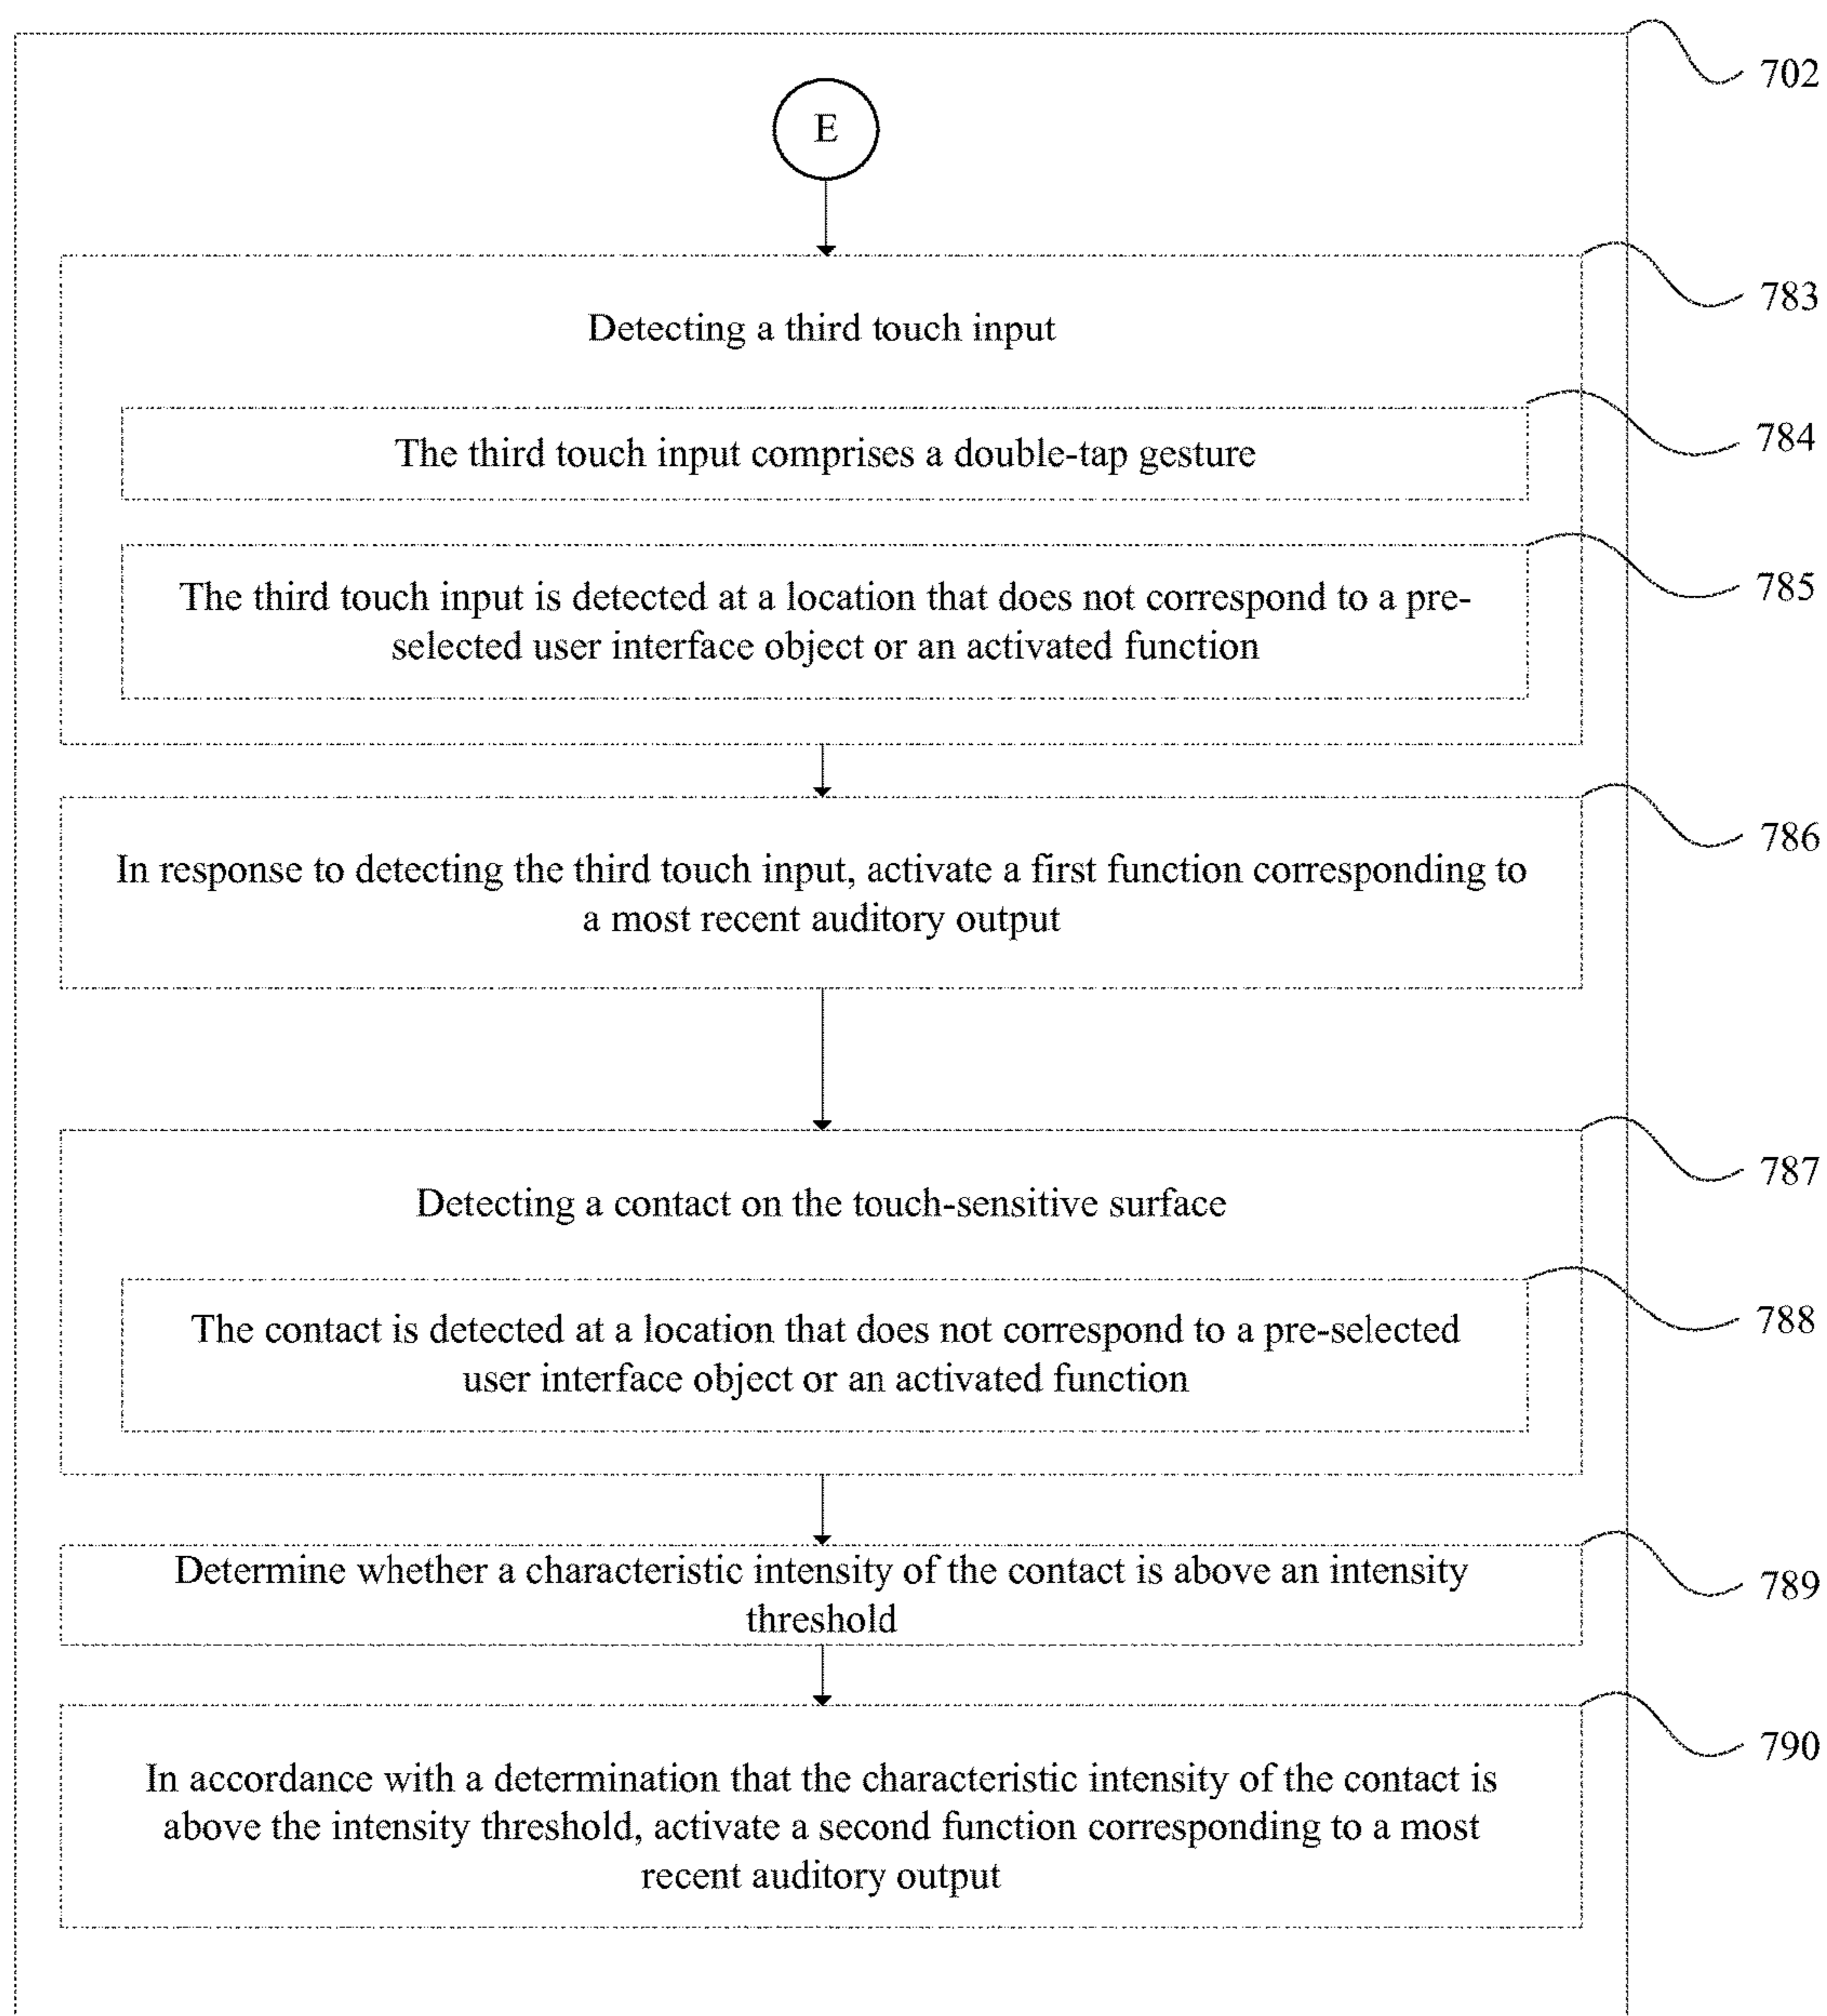 702
E
783
Detecting a third touch input
784
The third touch input comprises a double-tap gesture
785
The third touch input is detected at a location that does not correspond to a pre-
selected user interface object or an activated function
786
In response to detecting the third touch input, activate a first function corresponding to
a most recent auditory output
787
Detecting a contact on the touch-sensitive surface
788
The contact is detected at a location that does not correspond to a pre-selected
user interface object or an activated function
789
Determine whether a characteristic intensity of the contact is above an intensity
threshold
790
In accordance with a determination that the characteristic intensity of the contact is
above the intensity threshold, activate a second function corresponding to a most
recent auditory output